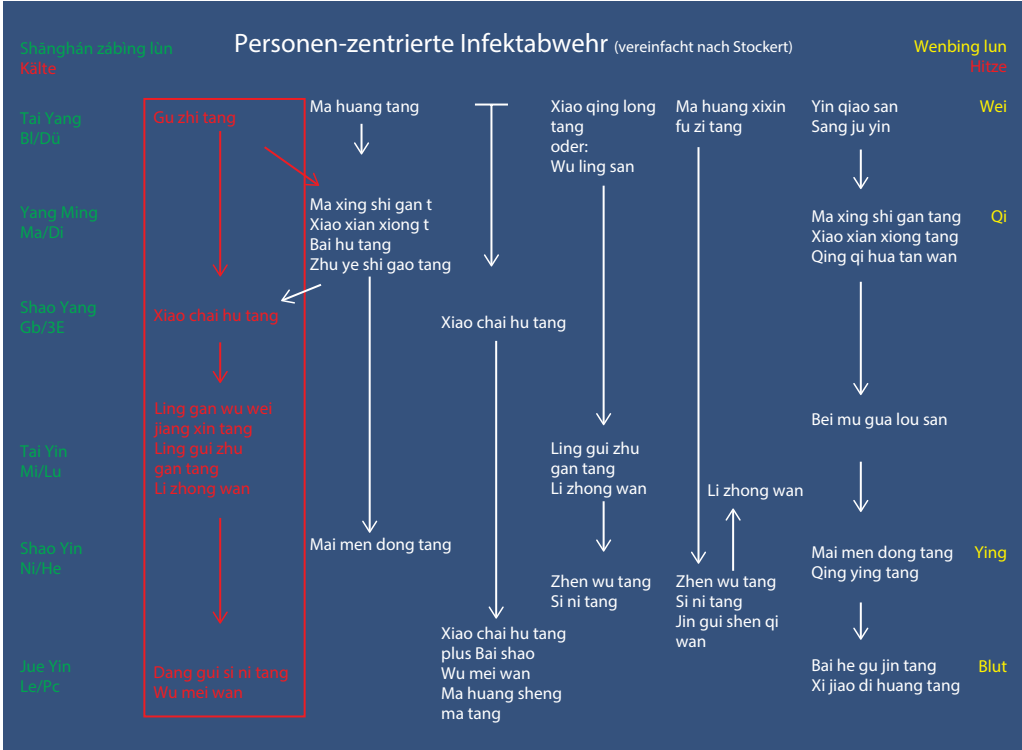 Personen-zentrierte Infektabwehr (vereinfacht nach Stockert)
Shānghán zábìng lùn
Kälte
Wenbing lun
Hitze
Tai Yang
Bl/Dü
Gu zhi tang
Ma huang tang
Xiao qing long
tang
oder:
Wu ling san
Ma huang xixin
fu zi tang
Yin qiao san
Sang ju yin
Wei
Yang Ming
Ma/Di
Ma xing shi gan t
Xiao xian xiong t
Bai hu tang
Zhu ye shi gao tang
Ma xing shi gan tang
Xiao xian xiong tang
Qing qi hua tan wan
Qi
Shao Yang
Gb/3E
Xiao chai hu tang
Xiao chai hu tang
Tai Yin
Mi/Lu
Ling gan wu wei
jiang xin tang
Ling gui zhu
gan tang
Li zhong wan
Ling gui zhu
gan tang
Li zhong wan
Li zhong wan
Bei mu gua lou san
Shao Yin
Ni/He
Mai men dong tang
Zhen wu tang
Si ni tang
Zhen wu tang
Si ni tang
Jin gui shen qi
wan
Mai men dong tang
Qing ying tang
Ying
Jue Yin
Le/Pc
Dang gui si ni tang
Wu mei wan
Xiao chai hu tang
plus Bai shao
Wu mei wan
Ma huang sheng
ma tang
Bai he gu jin tang
Xi jiao di huang tang
Blut